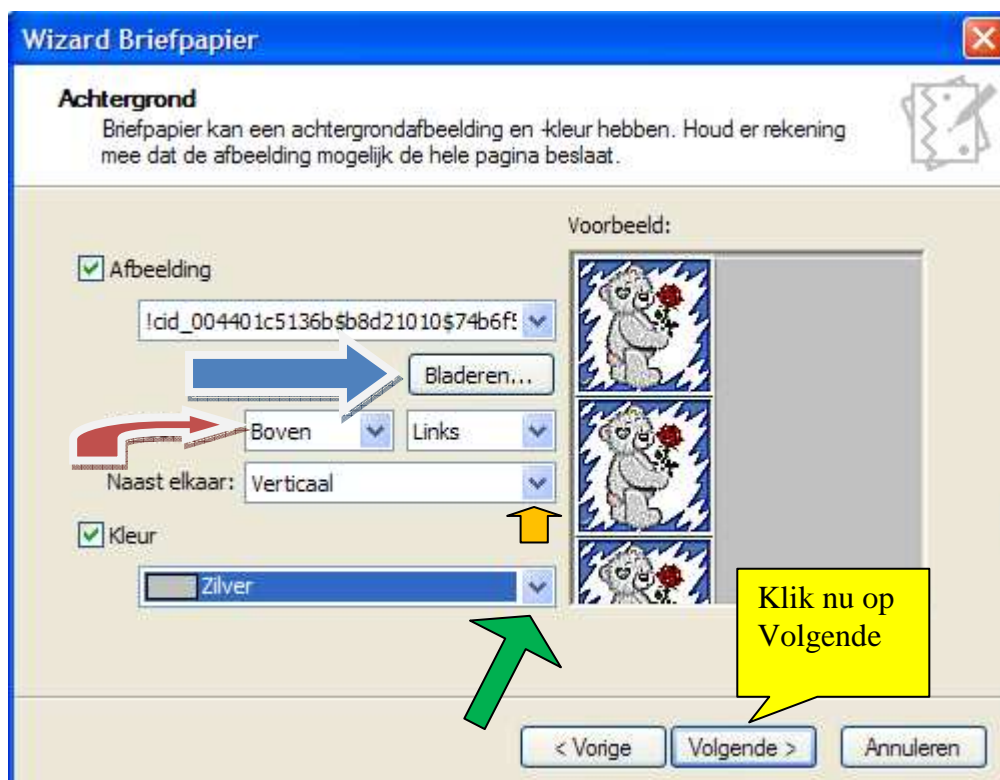 Wizard Briefpapier
Achtergrond
Briefpapier kan een achtergrondafbeelding en -kleur hebben. Houd er rekening
mee dat de afbeelding mogelijk de hele pagina beslaat.
Voorbeeld:
Afbeelding
!cid_004401c5136b$b8d21010$74b6f5
Bladeren...
Boven
Links
Naast elkaar:
Verticaal
Kleur
Zilver
Klik nu op
Volgende
< Vorige
Volgende >
Annuleren